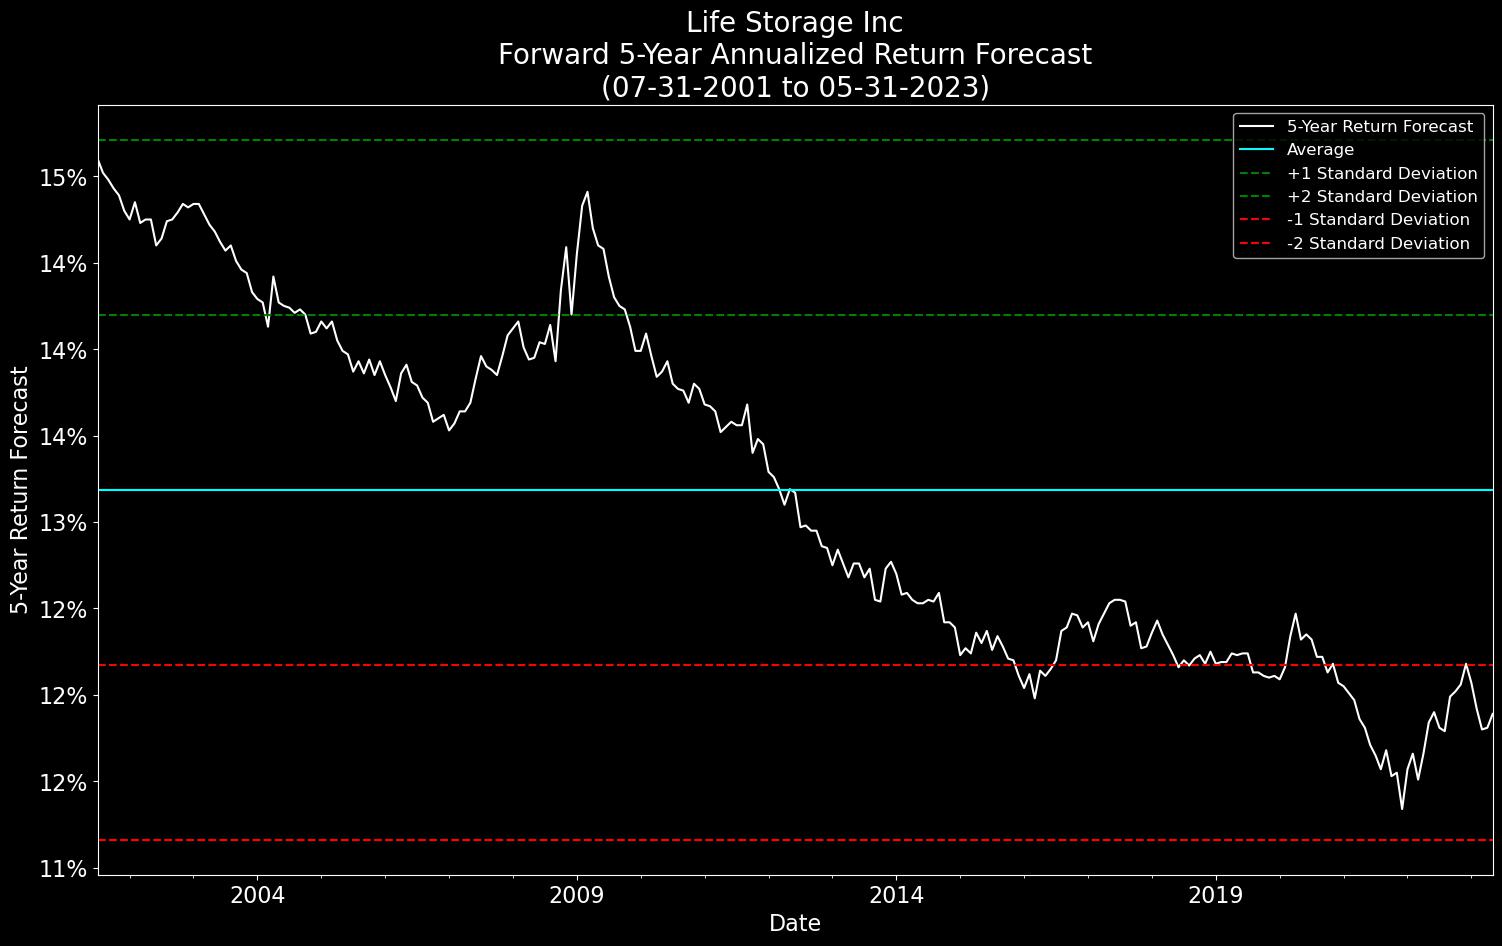 Life Storage Inc
Forward 5-Year Annualized Return Forecast
(07-31-2001 to 05-31-2023)
5-Year Return Forecast
Average
+1 Standard Deviation
+2 Standard Deviation
-1 Standard Deviation
-2 Standard Deviation
15%
14%
14%
14%
13%
12%
12%
12%
11%
5-Year Return Forecast
2004
2009
2014
2019
Date